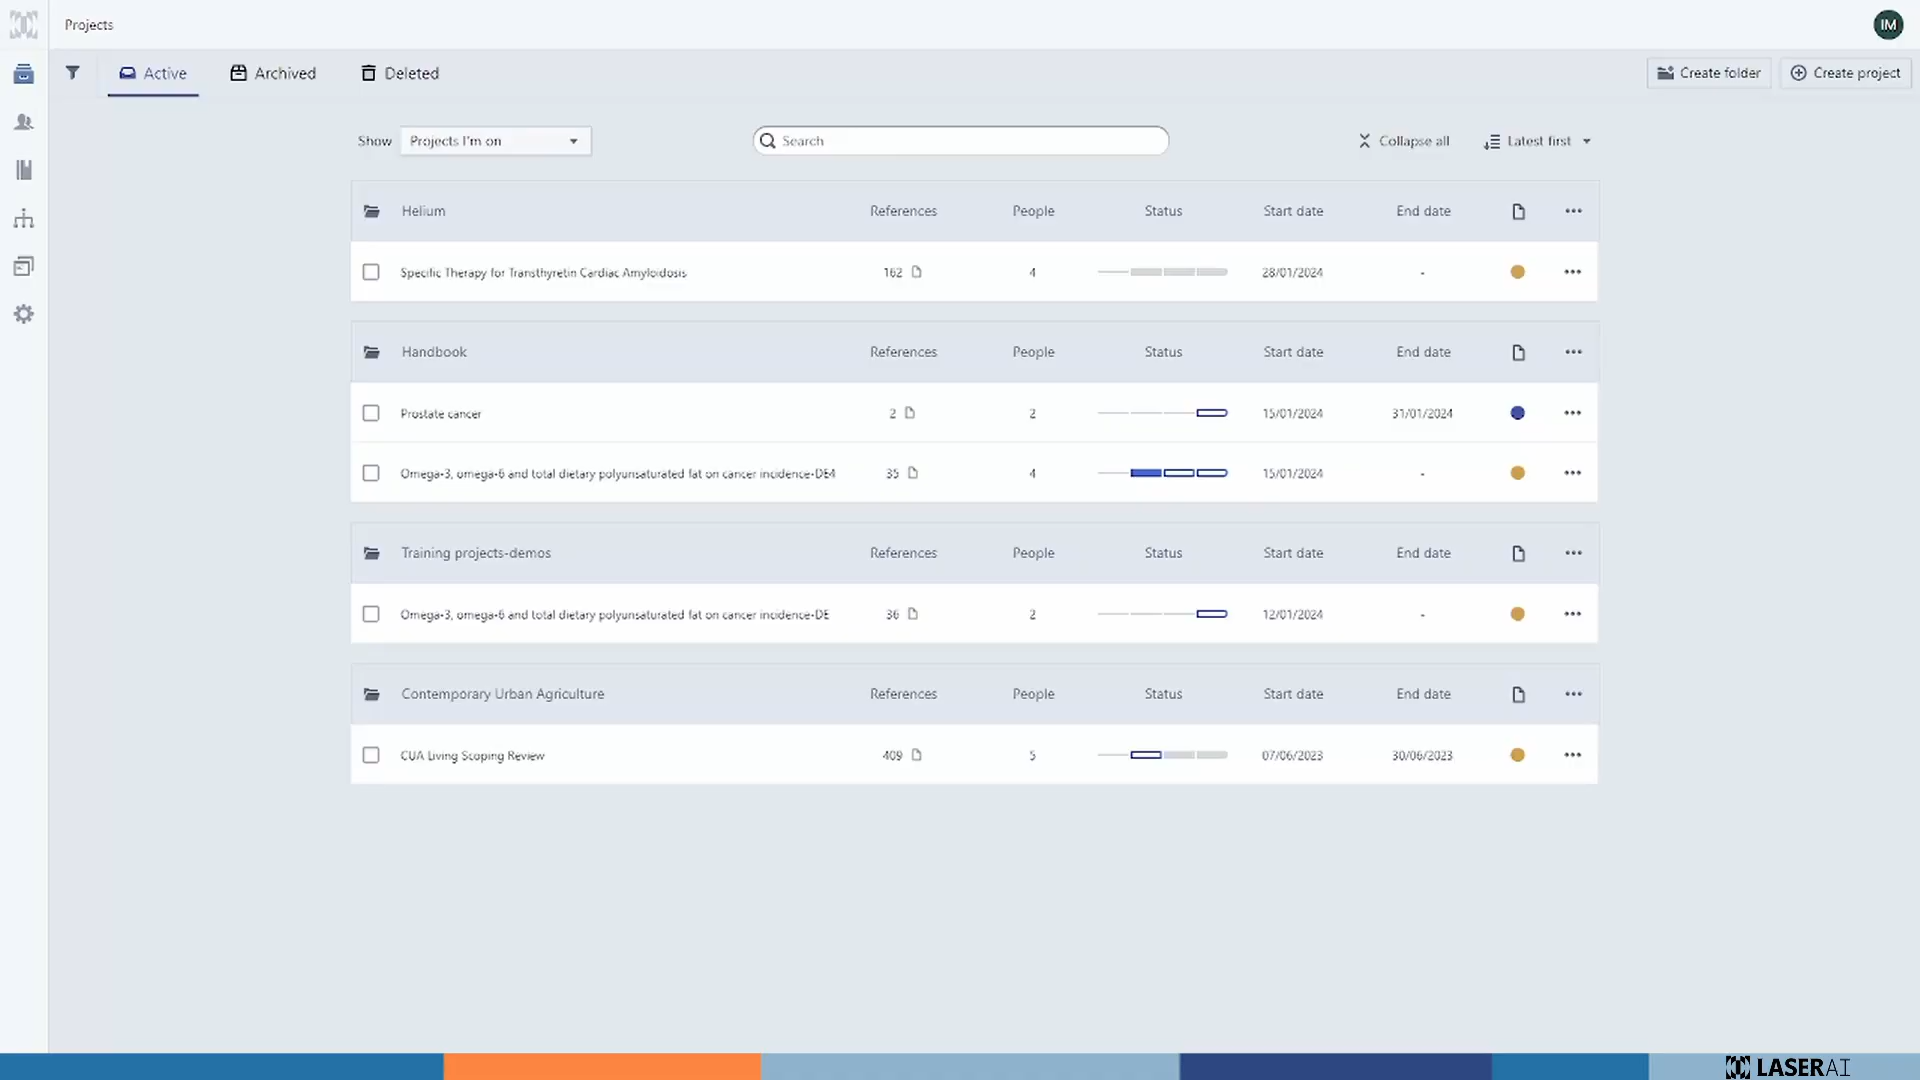 Projects
IM
Active
Archived
Deleted
Create folder
Create project
Show
Projects I'm on
Search
Collapse all
Latest first
Helium References People Status Start date End date
Specific Therapy for Transthyretin Cardiac Amyloidosis 162 4 28/01/2024 -
Handbook References People Status Start date End date
Prostate cancer 2 2 15/01/2024 31/01/2024
Omega-3, omega-6 and total dietary polyunsaturated fat on cancer incidence-DE4 35 4 15/01/2024 -
Training projects-demos References People Status Start date End date
Omega-3, omega-6 and total dietary polyunsaturated fat on cancer incidence-DE 36 2 12/01/2024 -
Contemporary Urban Agriculture References People Status Start date End date
CUA Living Scoping Review 409 5 07/06/2023 30/06/2023
LASERAI